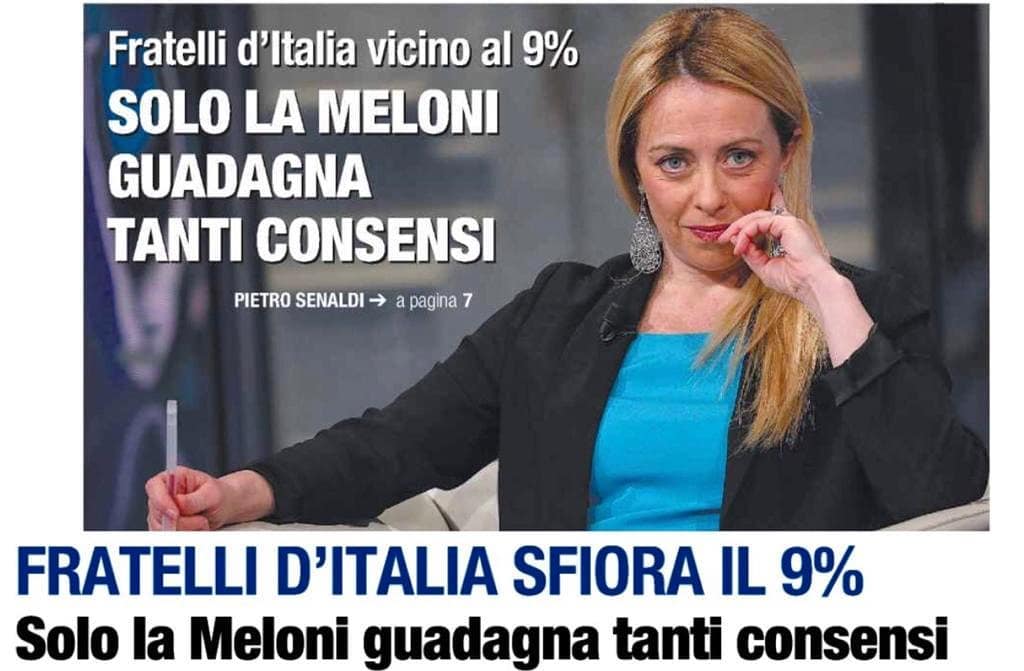 Fratelli d'Italia vicino al 9%
SOLO LA MELONI
GUADAGNA
TANTI CONSENSI
PIETRO SENALDI → a pagina 7
FRATELLI D'ITALIA SFIORA IL 9%
Solo la Meloni guadagna tanti consensi